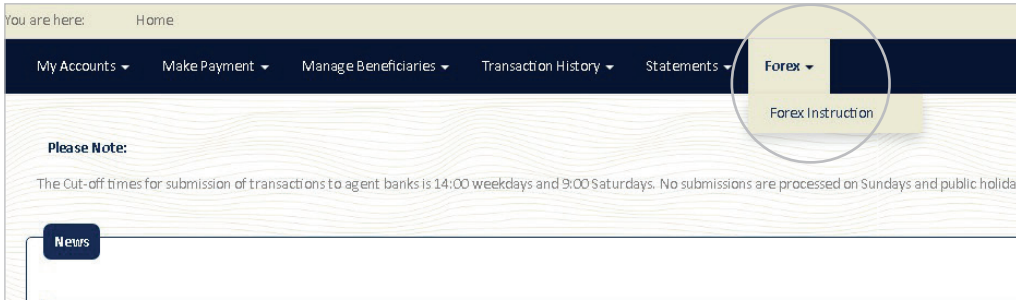 You are here: Home
My Accounts Make Payment Manage Beneficiaries Transaction History Statements Forex
Forex Instruction
Please Note:
The Cut-off times for submission of transactions to agent banks is 14:00 weekdays and 9:00 Saturdays. No submissions are processed on Sundays and public holida
News